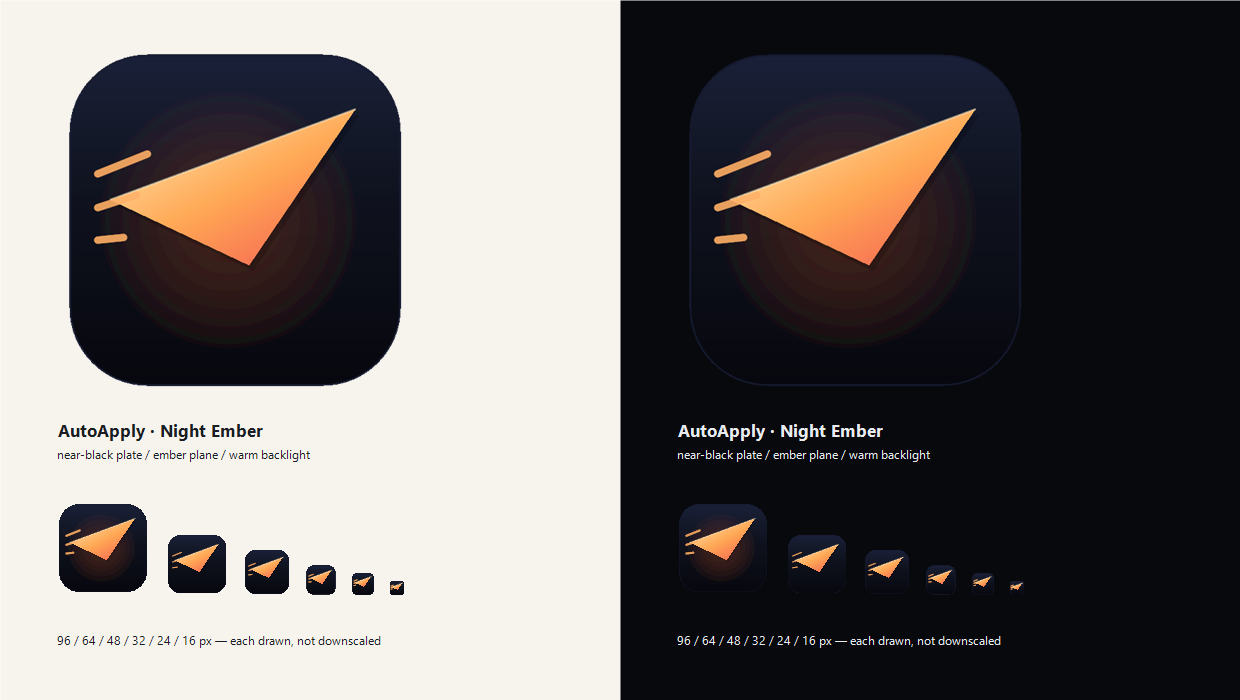 AutoApply · Night Ember
near-black plate / ember plane / warm backlight
96 / 64 / 48 / 32 / 24 / 16 px — each drawn, not downscaled
AutoApply · Night Ember
near-black plate / ember plane / warm backlight
96 / 64 / 48 / 32 / 24 / 16 px — each drawn, not downscaled